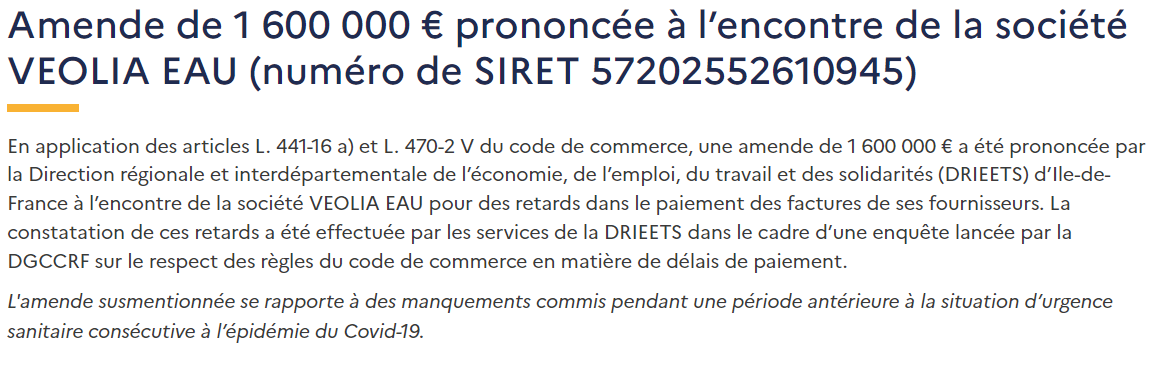 Amende de 1 600 000 € prononcée à l’encontre de la société
VEOLIA EAU (numéro de SIRET 57202552610945)
En application des articles L. 441-16 a) et L. 470-2 V du code de commerce, une amende de 1 600 000 € a été prononcée par
la Direction régionale et interdépartementale de l’économie, de l’emploi, du travail et des solidarités (DRIEETS) d’Ile-de-
France à l’encontre de la société VEOLIA EAU pour des retards dans le paiement des factures de ses fournisseurs. La
constatation de ces retards a été effectuée par les services de la DRIEETS dans le cadre d’une enquête lancée par la
DGCCRF sur le respect des règles du code de commerce en matière de délais de paiement.
L'amende susmentionnée se rapporte à des manquements commis pendant une période antérieure à la situation d’urgence
sanitaire consécutive à l’épidémie du Covid-19.